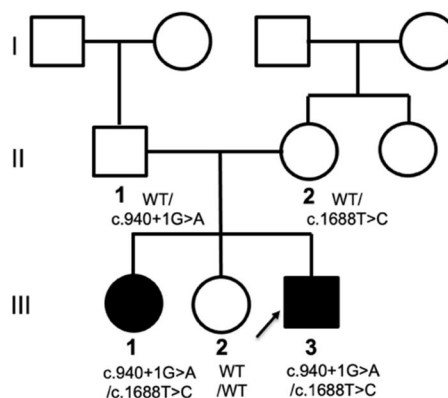 I
II
1 WT/ 2 WT/
c.940+1G>A c.1688T>C
III
1 2 3
c.940+1G>A WT c.940+1G>A
/c.1688T>C /WT /c.1688T>C